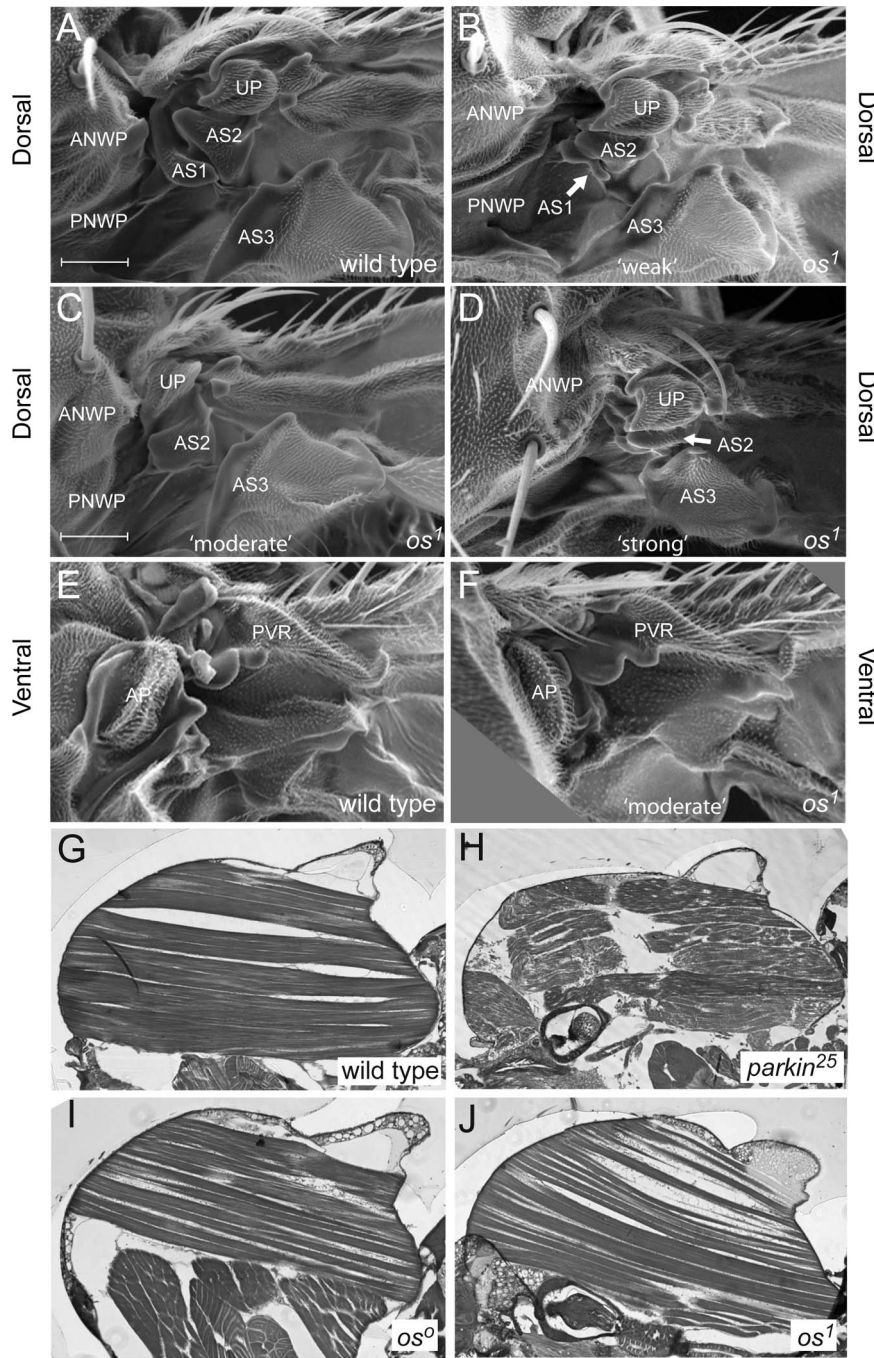 A
Dorsal
ANWP
UP
AS2
AS1
PNWP
AS3
wild type
B
Dorsal
ANWP
UP
AS2
PNWP
AS1
AS3
'weak'
os1
C
Dorsal
UP
ANWP
AS2
PNWP
AS3
'moderate'
os1
D
Dorsal
ANWP
UP
AS2
AS3
'strong'
os1
E
Ventral
PVR
AP
wild type
F
Ventral
PVR
AP
'moderate'
os1
G
wild type
H
parkin25
I
oso
J
os1